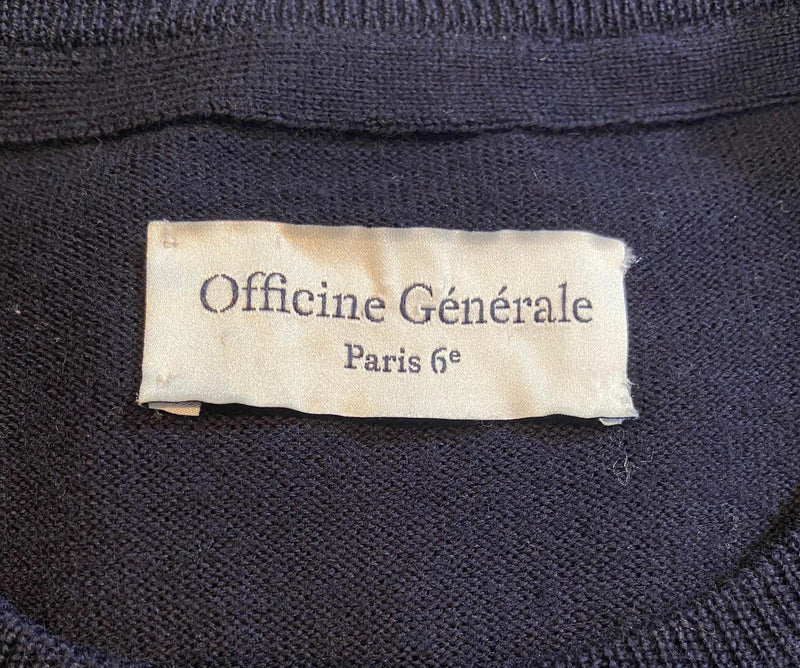 Officine Générale
Paris 6ᵉ